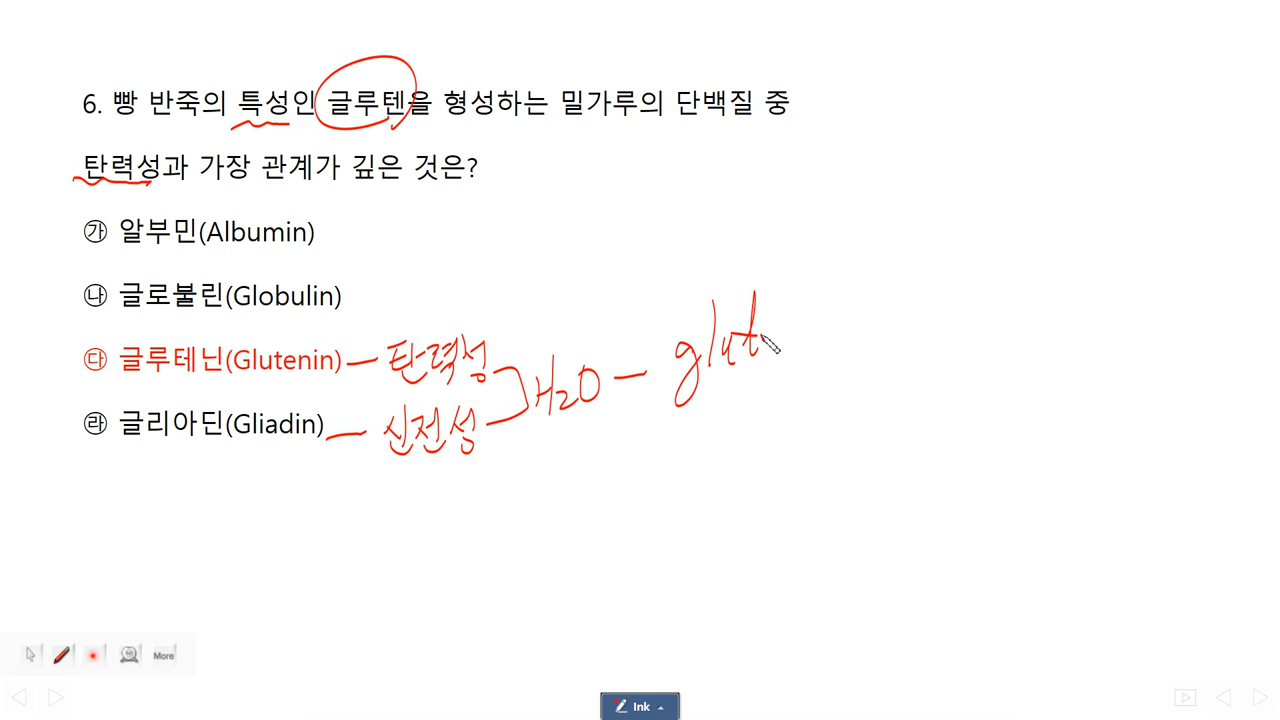 6. 빵 반죽의 특성인 글루텐을 형성하는 밀가루의 단백질 중
탄력성과 가장 관계가 깊은 것은?
㉮ 알부민(Albumin)
㉯ 글로불린(Globulin)
㉰ 글루테닌(Glutenin) — 탄력성
㉱ 글리아딘(Gliadin) — 신전성
H2O — glut
More
Ink